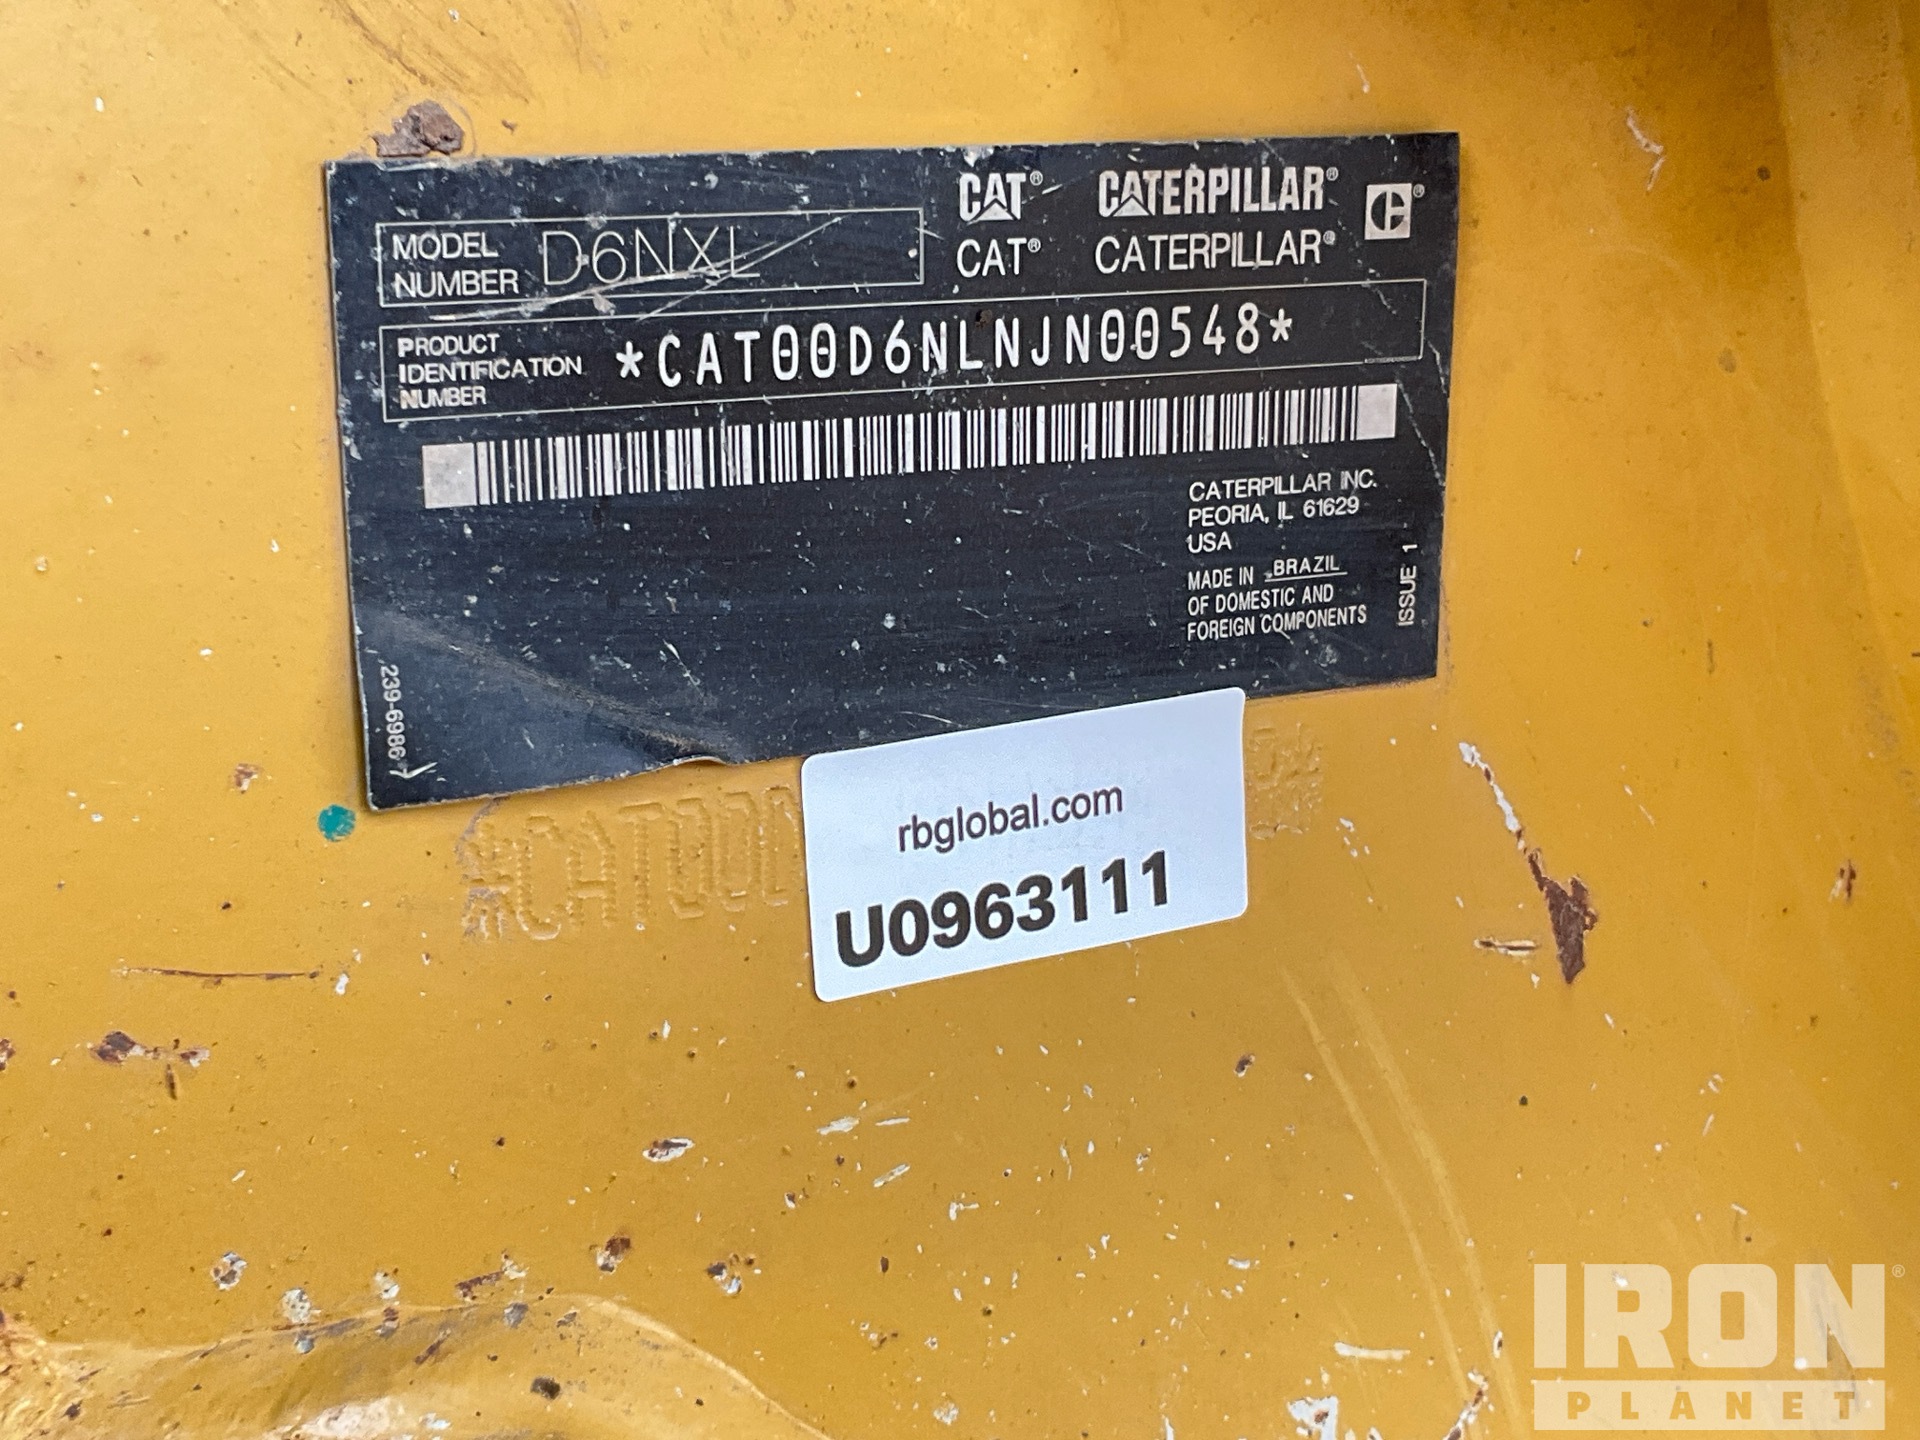 CAT® CATERPILLAR®
CAT® CATERPILLAR®
MODEL
NUMBER D6NXL
PRODUCT
IDENTIFICATION
NUMBER *CAT00D6NLNJN00548*
CATERPILLAR INC.
PEORIA, IL 61629
USA
MADE IN BRAZIL
OF DOMESTIC AND
FOREIGN COMPONENTS
ISSUE 1
239-6986
*CAT00D
rbglobal.com
U0963111
IRON®
PLANET